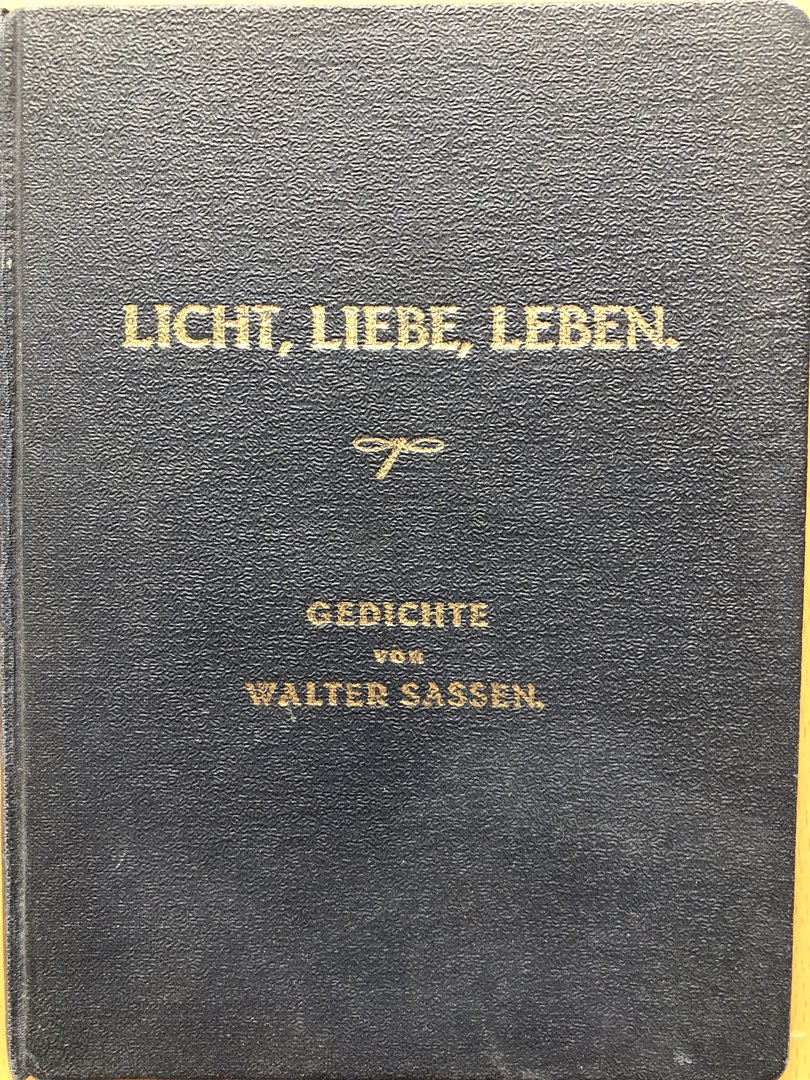 LICHT, LIEBE, LEBEN.
GEDICHTE
von
WALTER SASSEN.